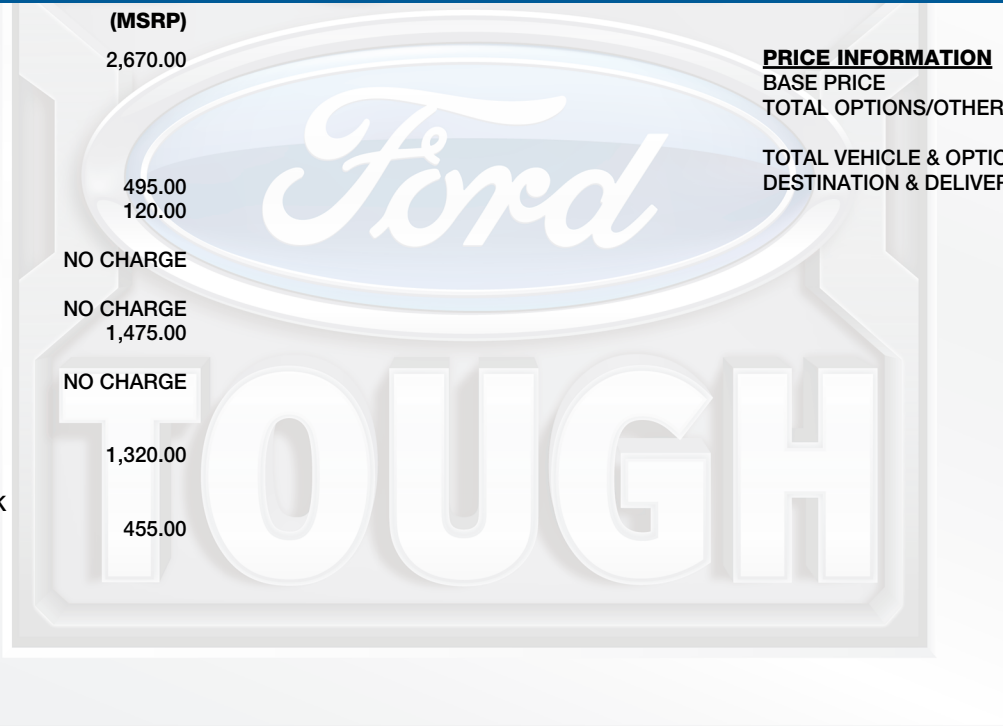 (MSRP)
2,670.00
495.00
120.00
NO CHARGE
NO CHARGE
1,475.00
NO CHARGE
1,320.00
K
455.00
PRICE INFORMATION
BASE PRICE
TOTAL OPTIONS/OTHER
TOTAL VEHICLE & OPTIO
DESTINATION & DELIVER
Ford
TOUGH